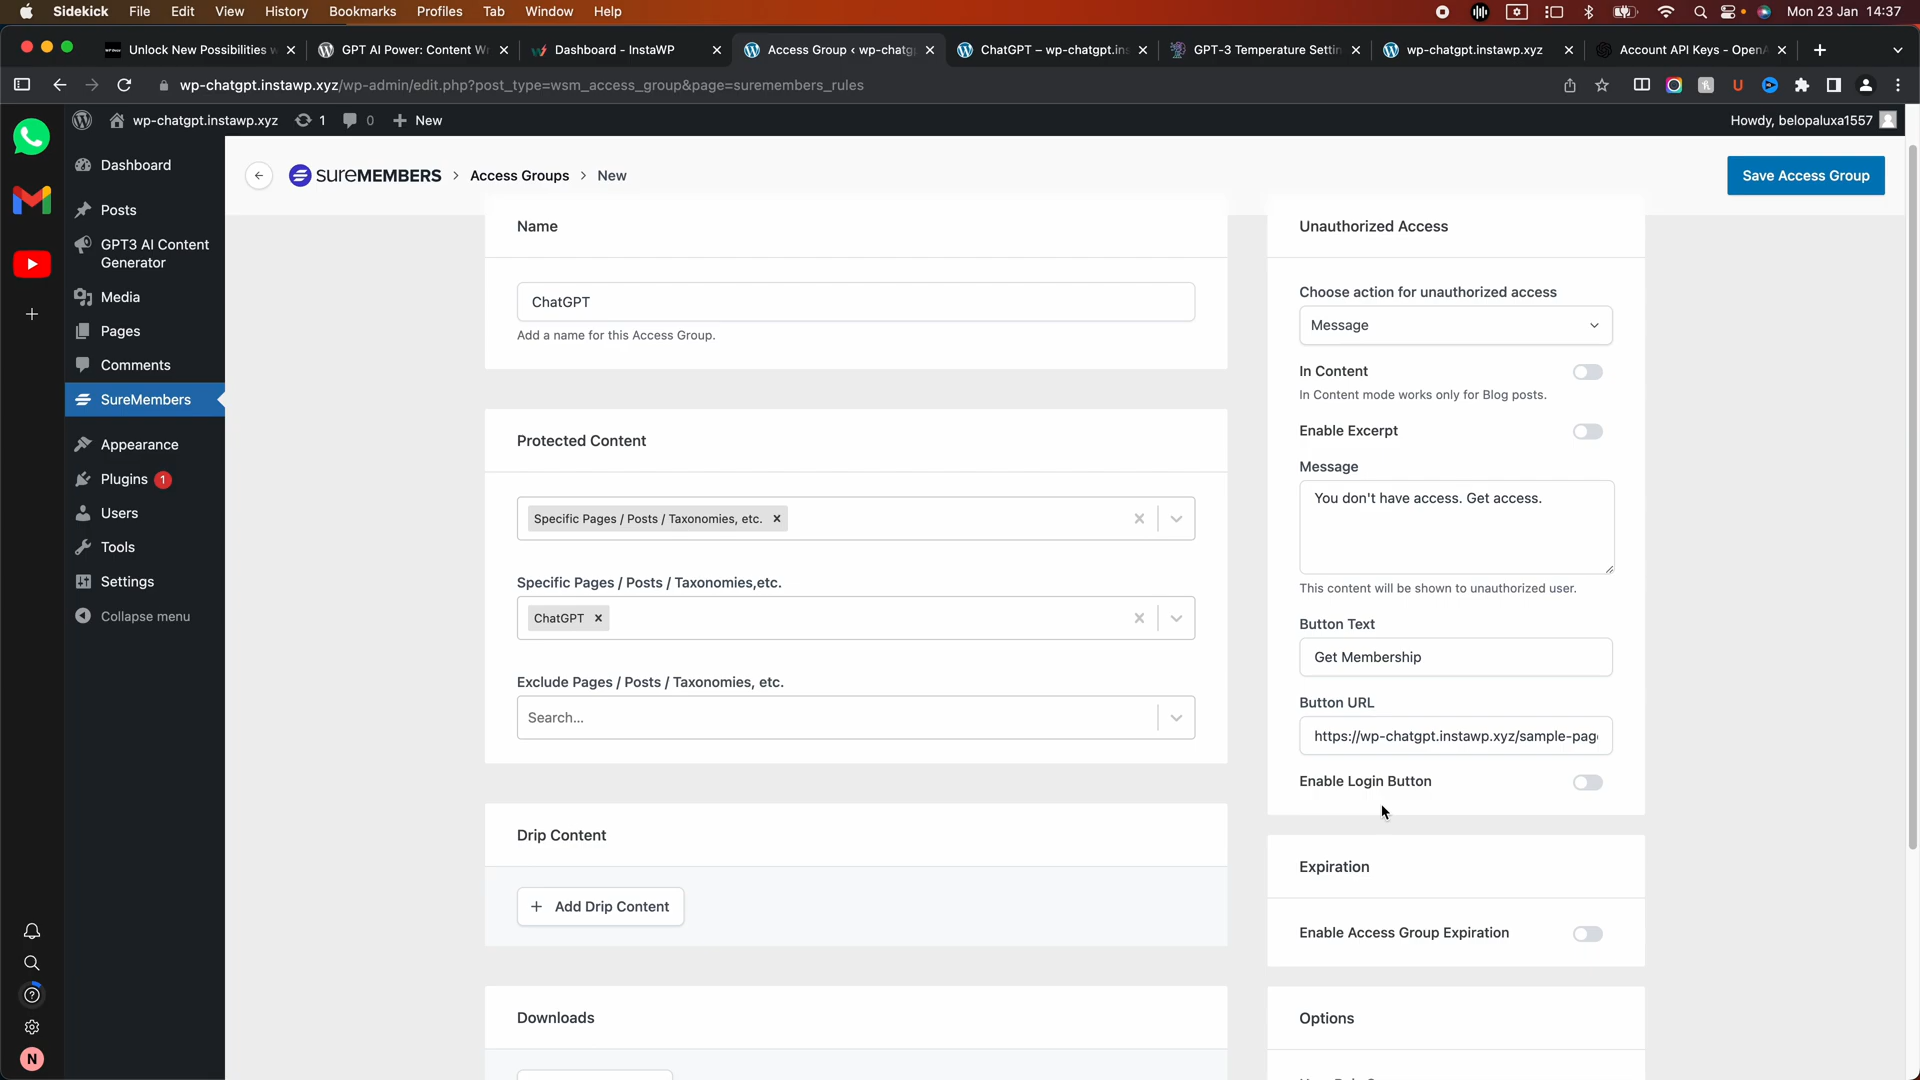 Sidekick File Edit View History Bookmarks Profiles Tab Window Help Mon 23 Jan 14:37
Unlock New Possibilities GPT AI Power: Content Wr Dashboard - InstaWP Access Group ‹ wp-chatg ChatGPT – wp-chatgpt.ins GPT-3 Temperature Settin wp-chatgpt.instawp.xyz Account API Keys - OpenA
wp-chatgpt.instawp.xyz/wp-admin/edit.php?post_type=wsm_access_group&page=suremembers_rules
wp-chatgpt.instawp.xyz 1 0 New Howdy, belopaluxa1557
Dashboard
Posts
GPT3 AI Content
Generator
Media
Pages
Comments
SureMembers
Appearance
Plugins 1
Users
Tools
Settings
Collapse menu
N
SureMEMBERS > Access Groups > New
Save Access Group
Name
ChatGPT
Add a name for this Access Group.
Protected Content
Specific Pages / Posts / Taxonomies, etc.
Specific Pages / Posts / Taxonomies,etc.
ChatGPT
Exclude Pages / Posts / Taxonomies, etc.
Search...
Drip Content
+ Add Drip Content
Downloads
Unauthorized Access
Choose action for unauthorized access
Message
In Content
In Content mode works only for Blog posts.
Enable Excerpt
Message
You don't have access. Get access.
This content will be shown to unauthorized user.
Button Text
Get Membership
Button URL
https://wp-chatgpt.instawp.xyz/sample-pag
Enable Login Button
Expiration
Enable Access Group Expiration
Options